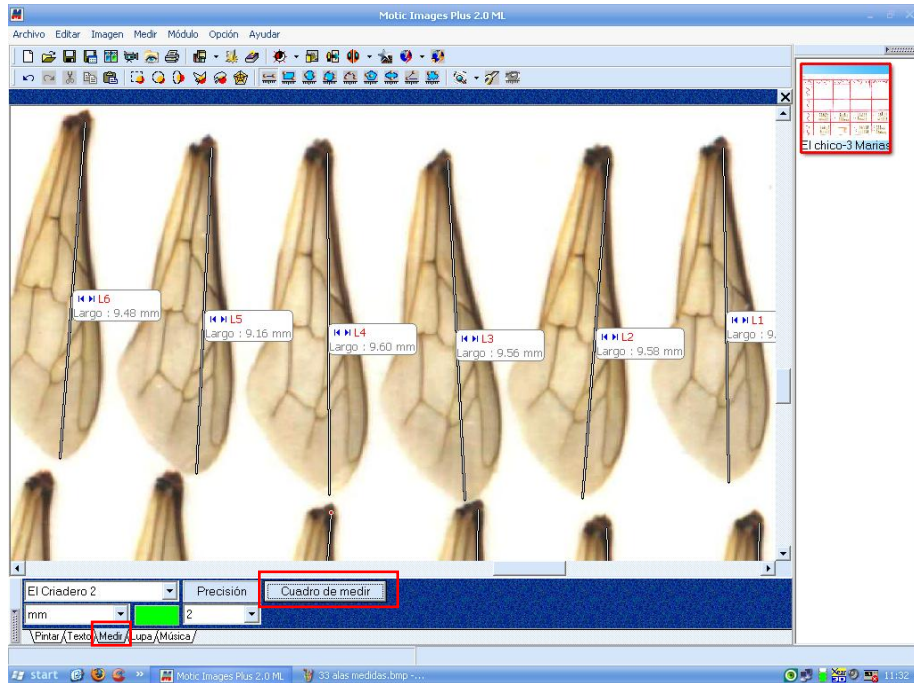 Motic Images Plus 2.0 ML
Archivo Editar Imagen Medir Módulo Opción Ayudar
El chico-3 Marias
L6
Largo : 9.48 mm
L5
Largo : 9.16 mm
L4
Largo : 9.60 mm
L3
Largo : 9.56 mm
L2
Largo : 9.58 mm
L1
Largo : 9.
El Criadero 2
Precisión
Cuadro de medir
mm
2
Pintar Texto Medir Lupa Música
start
Motic Images Plus 2.0 ML
33 alas medidas.bmp -...
11:32